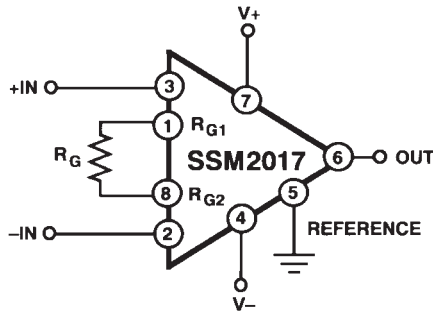 V+
+IN
3
7
1
RG1
RG
SSM2017
6
OUT
8
RG2
5
4
REFERENCE
−IN
2
V−